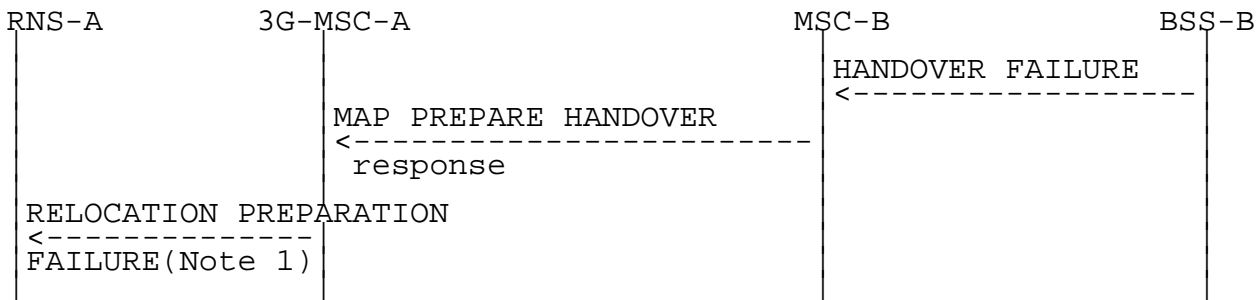 RNS-A 3G-MSC-A MSC-B BSS-B
HANDOVER FAILURE
MAP PREPARE HANDOVER
response
RELOCATION PREPARATION
FAILURE(Note 1)